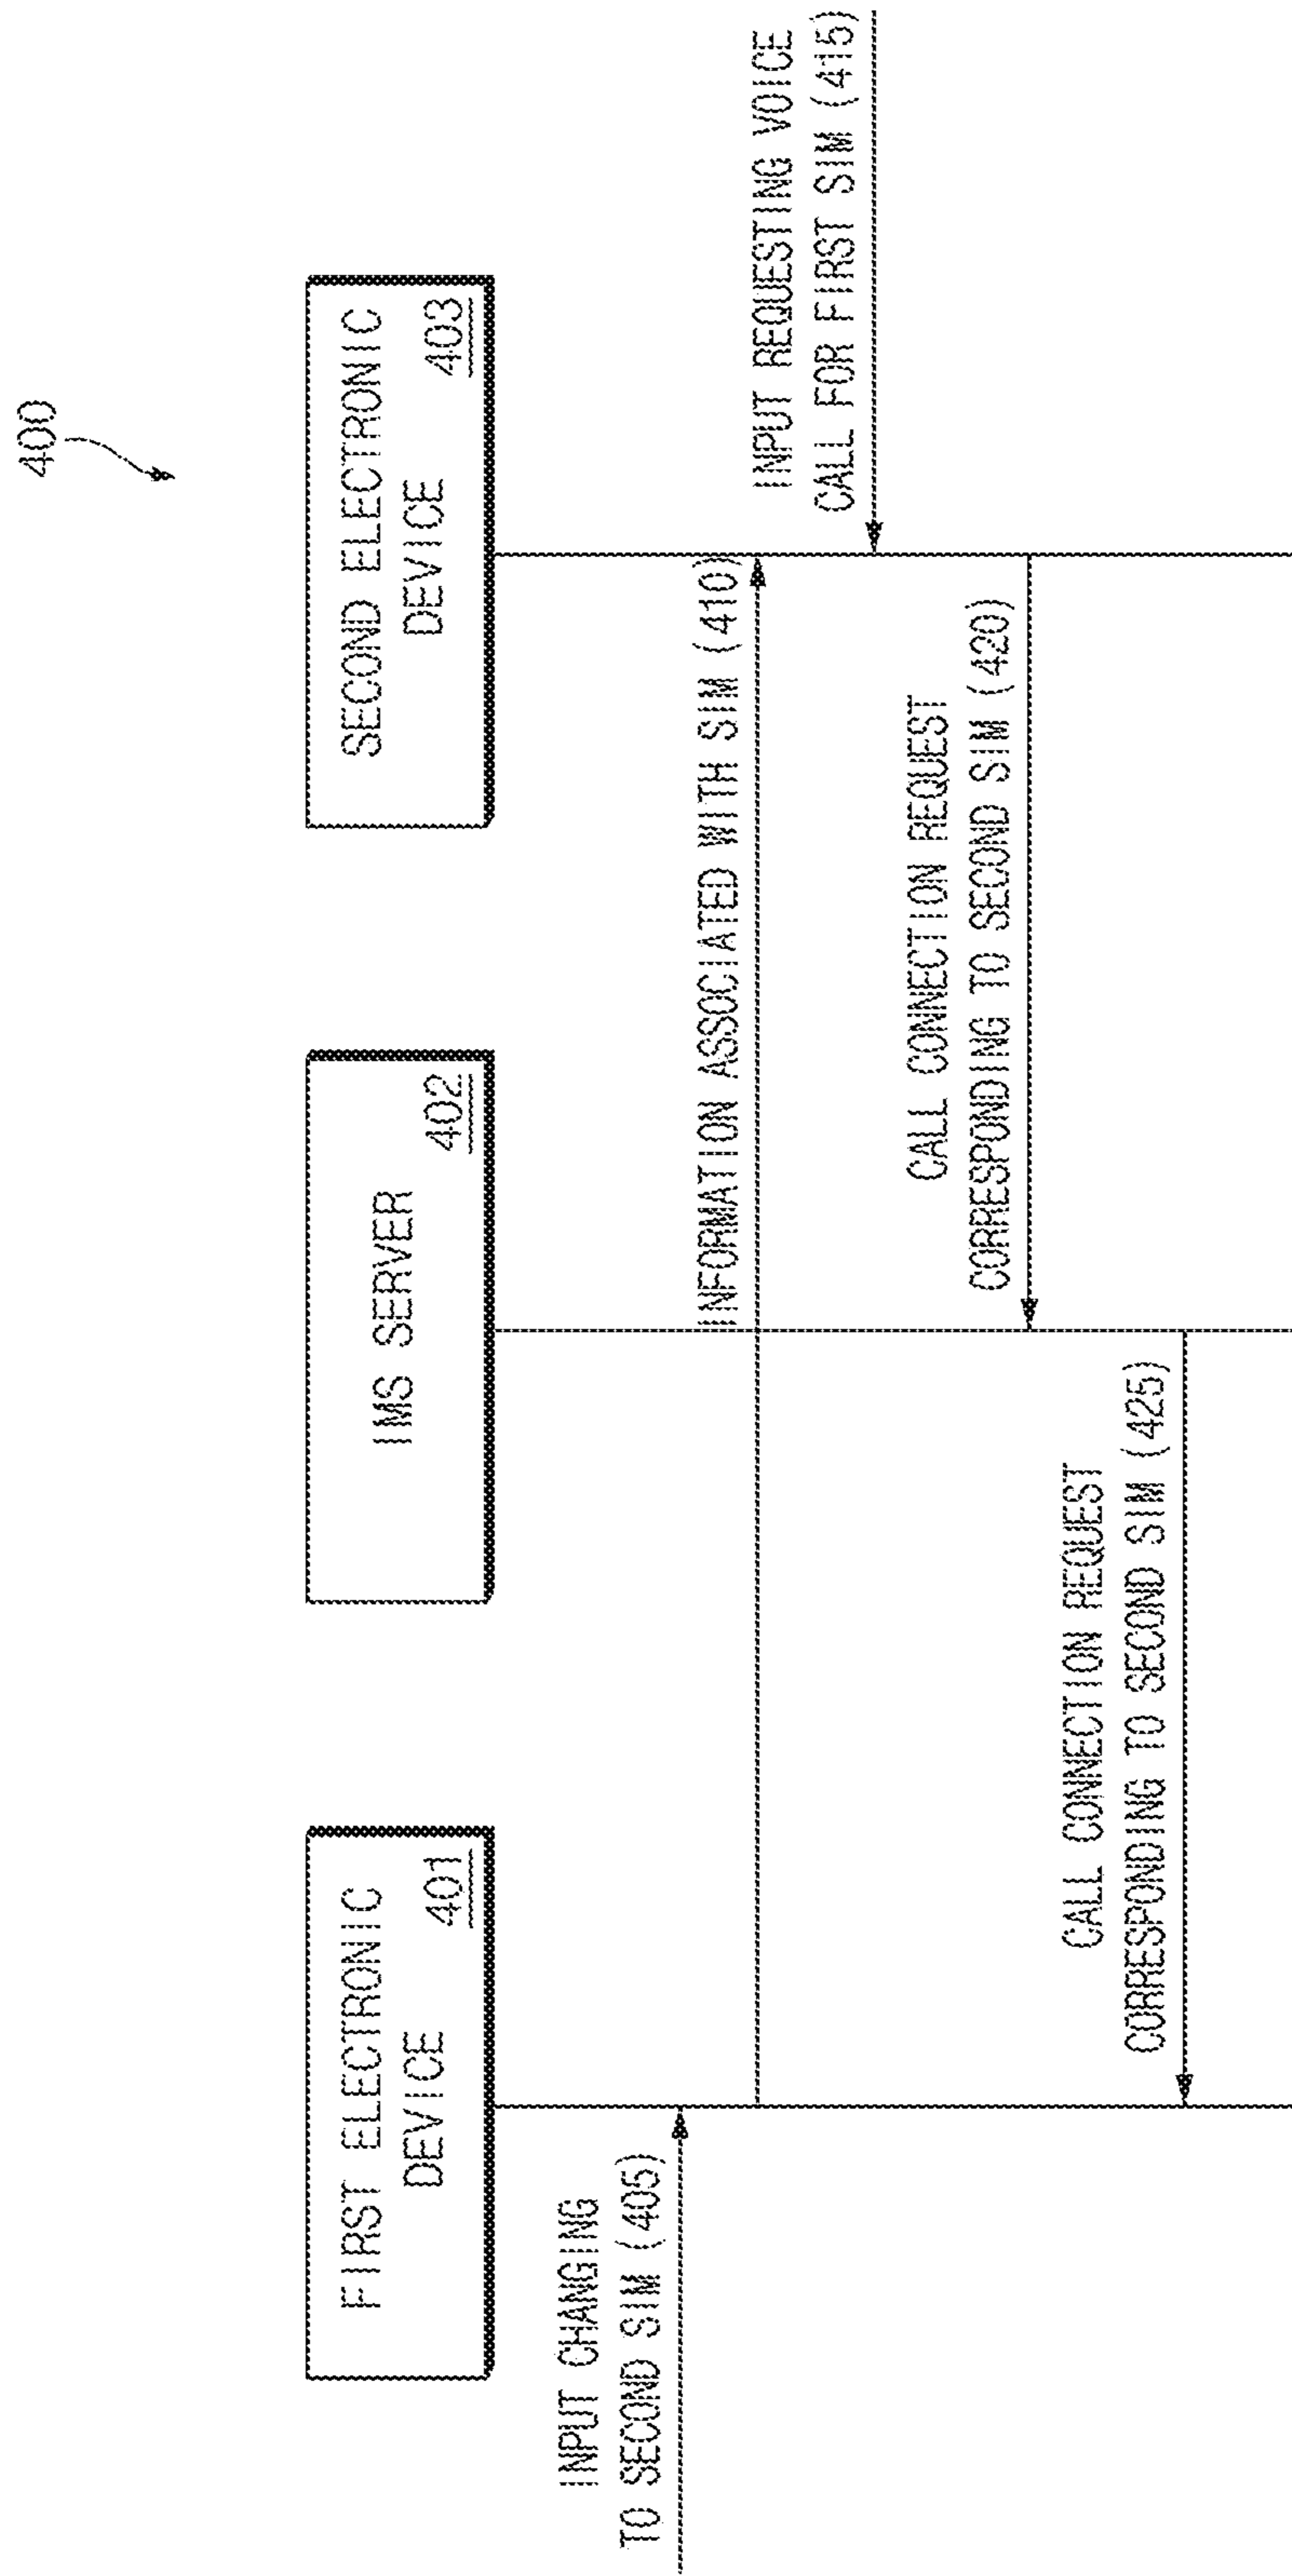 400
FIRST ELECTRONIC
DEVICE
401
IMS SERVER
402
SECOND ELECTRONIC
DEVICE
403
INPUT CHANGING
TO SECOND SIM (405)
INFORMATION ASSOCIATED WITH SIM (410)
INPUT REQUESTING VOICE
CALL FOR FIRST SIM (415)
CALL CONNECTION REQUEST
CORRESPONDING TO SECOND SIM (420)
CALL CONNECTION REQUEST
CORRESPONDING TO SECOND SIM (425)